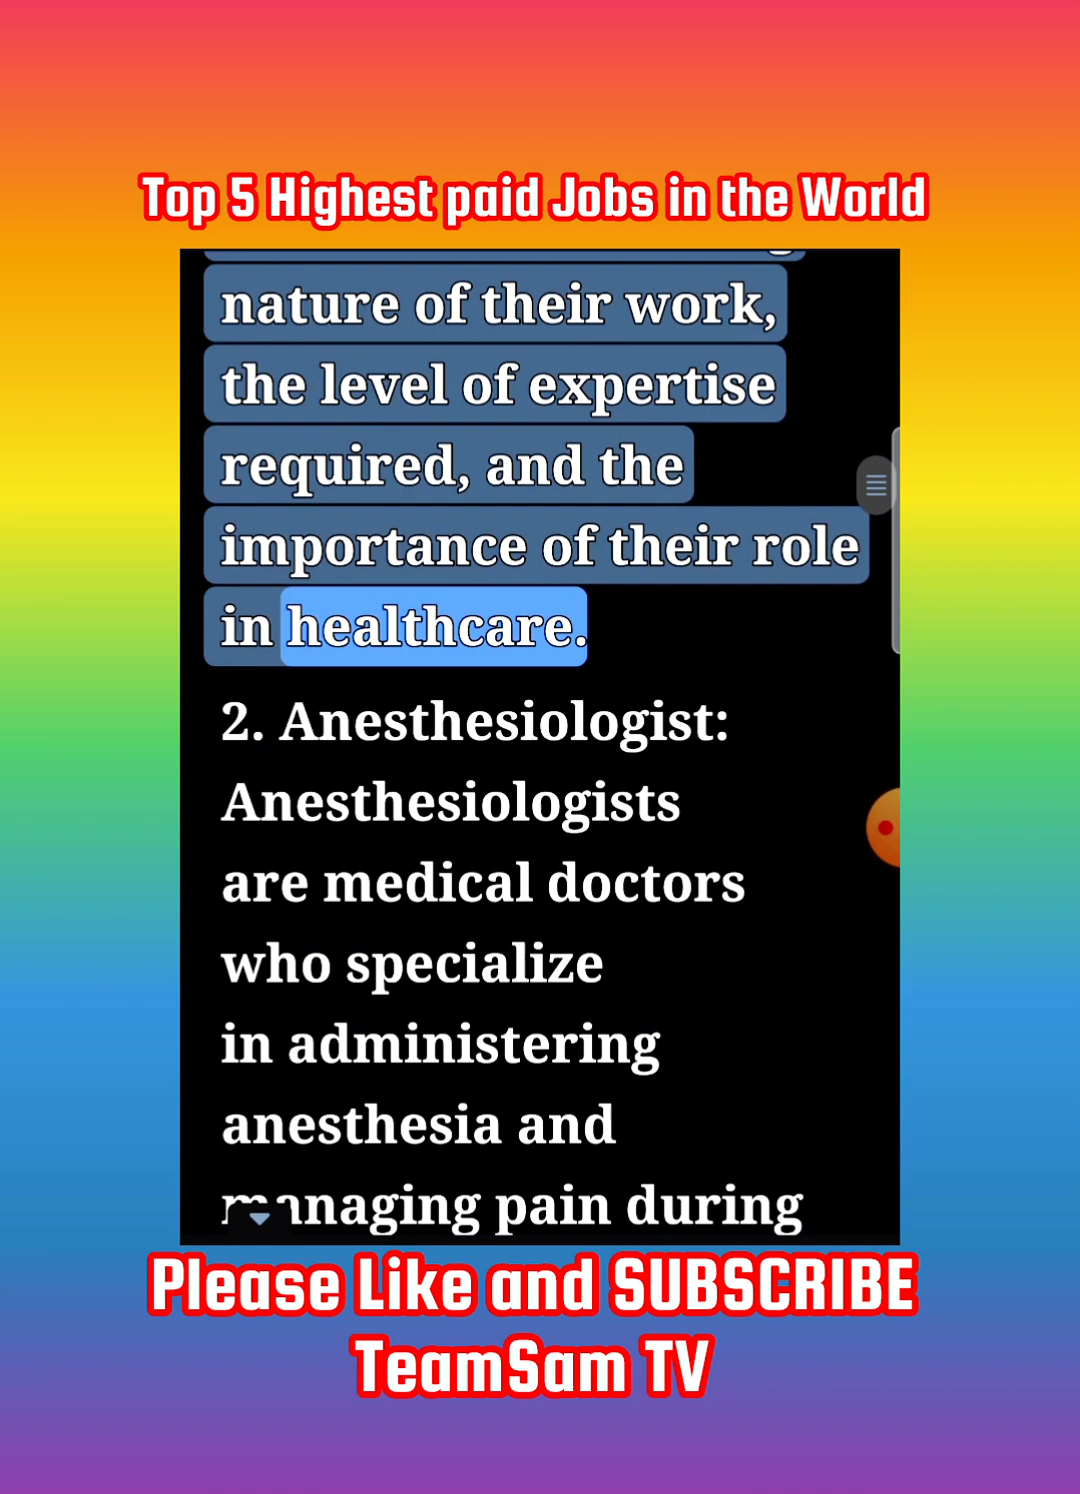 Top 5 Highest paid Jobs in the World
nature of their work,
the level of expertise
required, and the
importance of their role
in healthcare.
2. Anesthesiologist:
Anesthesiologists
are medical doctors
who specialize
in administering
anesthesia and
managing pain during
Please Like and SUBSCRIBE
TeamSam TV